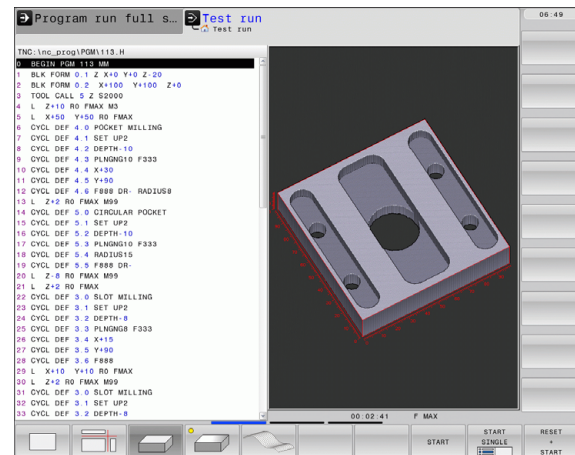 Program run full s... Test run
Test run
06:49
TNC:\nc_prog\PGM\113.H
0 BEGIN PGM 113 MM
1 BLK FORM 0.1 Z X+0 Y+0 Z-20
2 BLK FORM 0.2 X+100 Y+100 Z+0
3 TOOL CALL 5 Z S2000
4 L Z+10 R0 FMAX M3
5 L X+50 Y+50 R0 FMAX
6 CYCL DEF 4.0 POCKET MILLING
7 CYCL DEF 4.1 SET UP2
8 CYCL DEF 4.2 DEPTH-10
9 CYCL DEF 4.3 PLNGNG10 F333
10 CYCL DEF 4.4 X+30
11 CYCL DEF 4.5 Y+90
12 CYCL DEF 4.6 F888 DR- RADIUS8
13 L Z+2 R0 FMAX M99
14 CYCL DEF 5.0 CIRCULAR POCKET
15 CYCL DEF 5.1 SET UP2
16 CYCL DEF 5.2 DEPTH-10
17 CYCL DEF 5.3 PLNGNG10 F333
18 CYCL DEF 5.4 RADIUS15
19 CYCL DEF 5.5 F888 DR-
20 L Z-8 R0 FMAX M99
21 L Z+2 R0 FMAX
22 CYCL DEF 3.0 SLOT MILLING
23 CYCL DEF 3.1 SET UP2
24 CYCL DEF 3.2 DEPTH-8
25 CYCL DEF 3.3 PLNGNG8 F333
26 CYCL DEF 3.4 X+15
27 CYCL DEF 3.5 Y+90
28 CYCL DEF 3.6 F888
29 L X+10 Y+10 R0 FMAX
30 L Z+2 R0 FMAX M99
31 CYCL DEF 3.0 SLOT MILLING
32 CYCL DEF 3.1 SET UP2
33 CYCL DEF 3.2 DEPTH-8
00:02:41 F MAX
START
START
SINGLE
RESET
+
START